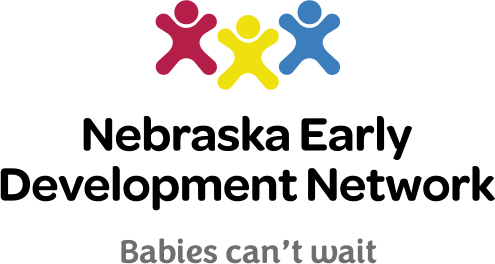 Nebraska Early
Development Network
Babies can’t wait